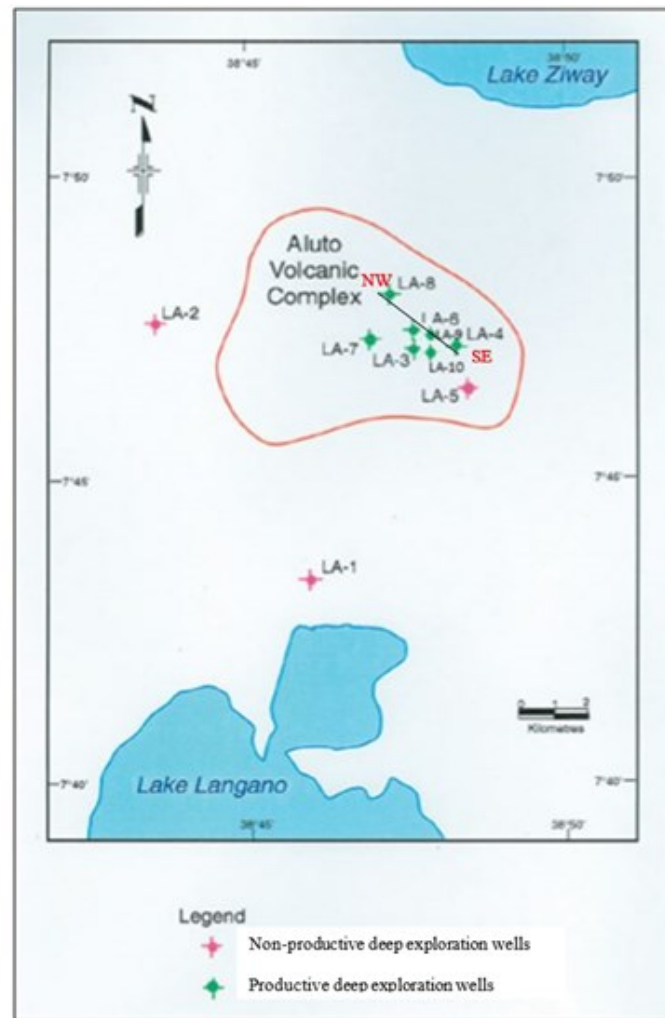 38°45'
38°50'
Lake Ziway
N
7°50'
7°50'
Aluto
Volcanic
Complex
NW
LA-8
LA-2
LA-6
LA-9
LA-4
LA-7
LA-3
SE
LA-10
LA-5
7°45'
7°45'
LA-1
0 1 2
Kilometres
7°40'
7°40'
Lake Langano
38°45'
38°50'
Legend
Non-productive deep exploration wells
Productive deep exploration wells